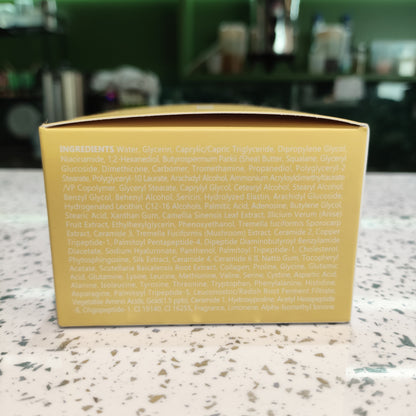 INGREDIENTS Water, Glycerin, Caprylic/Capric Triglyceride, Dipropylene Glycol,
Niacinamide, 1,2-Hexanediol, Butyrospermum Parkii (Shea) Butter, Squalane, Glyceryl
Glucoside, Dimethicone, Carbomer, Tromethamine, Propanediol, Polyglyceryl-2
Stearate, Polyglyceryl-10 Laurate, Arachidyl Alcohol, Ammonium Acryloyldimethyltaurate
/VP Copolymer, Glyceryl Stearate, Caprylyl Glycol, Cetearyl Alcohol, Stearyl Alcohol,
Benzyl Glycol, Behenyl Alcohol, Sericin, Hydrolyzed Elastin, Arachidyl Glucoside,
Hydrogenated Lecithin, C12-16 Alcohols, Palmitic Acid, Adenosine, Butylene Glycol,
Stearic Acid, Xanthan Gum, Camellia Sinensis Leaf Extract, Illicium Verum (Anise)
Fruit Extract, Ethylhexylglycerin, Phenoxyethanol, Tremella
Extract, Ceramide 3, Tremella Fuciformis (Mushroom) Extract, Ceramide 2, Copper
Tripeptide-1, Palmitoyl Pentapeptide-4, Dipeptide Diaminobutyroyl Benzylamide
Diacetate, Sodium Hyaluronate, Panthenol, Palmitoyl Tripeptide-1, Cholesterol,
Phytosphingosine, Silk Extract, Ceramide 4, Ceramide 6 II, Natto Gum, Tocopheryl
Acetate, Scutellaria Baicalensis Root Extract, Collagen, Proline, Glycine, Glutamic
Acid, Glutamine, Lysine, Leucine, Methionine, Valine, Serine, Cysteine, Aspartic Acid,
Alanine, Isoleucine, Tyrosine, Threonine, Tryptophan, Phenylalanine, Histidine,
Asparagine, Palmitoyl Tripeptide-5, Leuconostoc/Radish Root Ferment Filtrate,
Vegetable Amino Acids, Ceramide 1, Hydroxyproline, Acetyl Hexapeptide
-8, Oligopeptide-1, CI 19140, CI 16255, Fragrance, Limonene, Alpha-Isomethyl Ionone